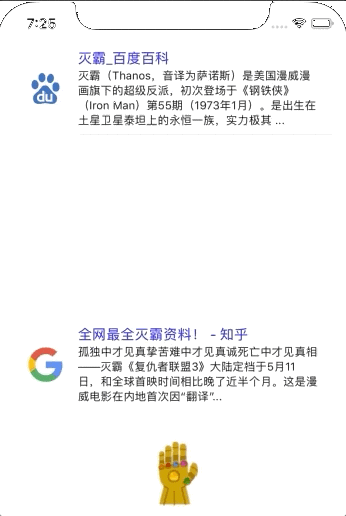 7:25
灭霸_百度百科
灭霸（Thanos，音译为萨诺斯）是美国漫威漫
画旗下的超级反派，初次登场于《钢铁侠》
（Iron Man）第55期（1973年1月）。是出生在
土星卫星泰坦上的永恒一族，实力极其 ...
du
全网最全灭霸资料！ - 知乎
孤独中才见真挚苦难中才见真诚死亡中才见真相
——灭霸《复仇者联盟3》大陆定档于5月11
日，和全球首映时间相比晚了近半个月。这是漫
威电影在内地首次因“翻译”...
G